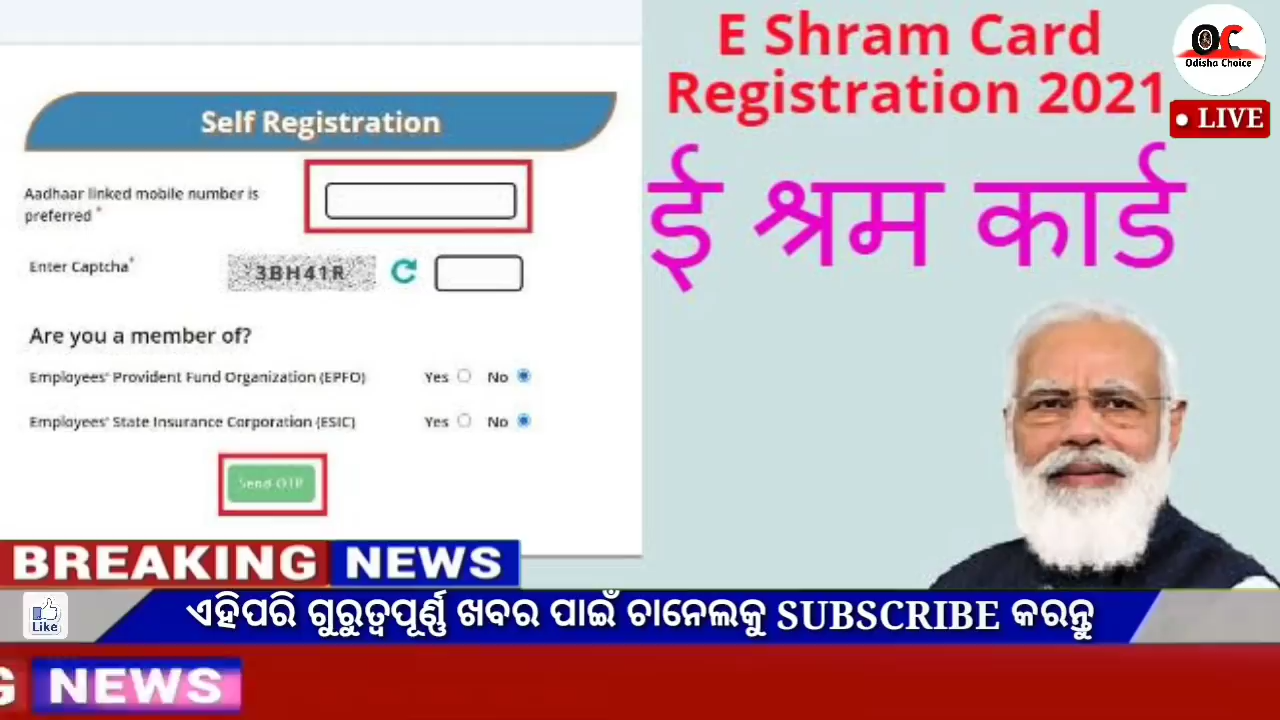 Self Registration
Aadhaar linked mobile number is
preferred *
Enter Captcha*
3BH41R
Are you a member of?
Employees' Provident Fund Organization (EPFO) Yes No
Employees' State Insurance Corporation (ESIC) Yes No
Send OTP
E Shram Card
Registration 2021
ई श्रम कार्ड
OC
Odisha Choice
• LIVE
BREAKING NEWS
Like
ଏହିପରି ଗୁରୁତ୍ୱପୂର୍ଣ୍ଣ ଖବର ପାଇଁ ଚାନେଲକୁ SUBSCRIBE କରନ୍ତୁ
G NEWS